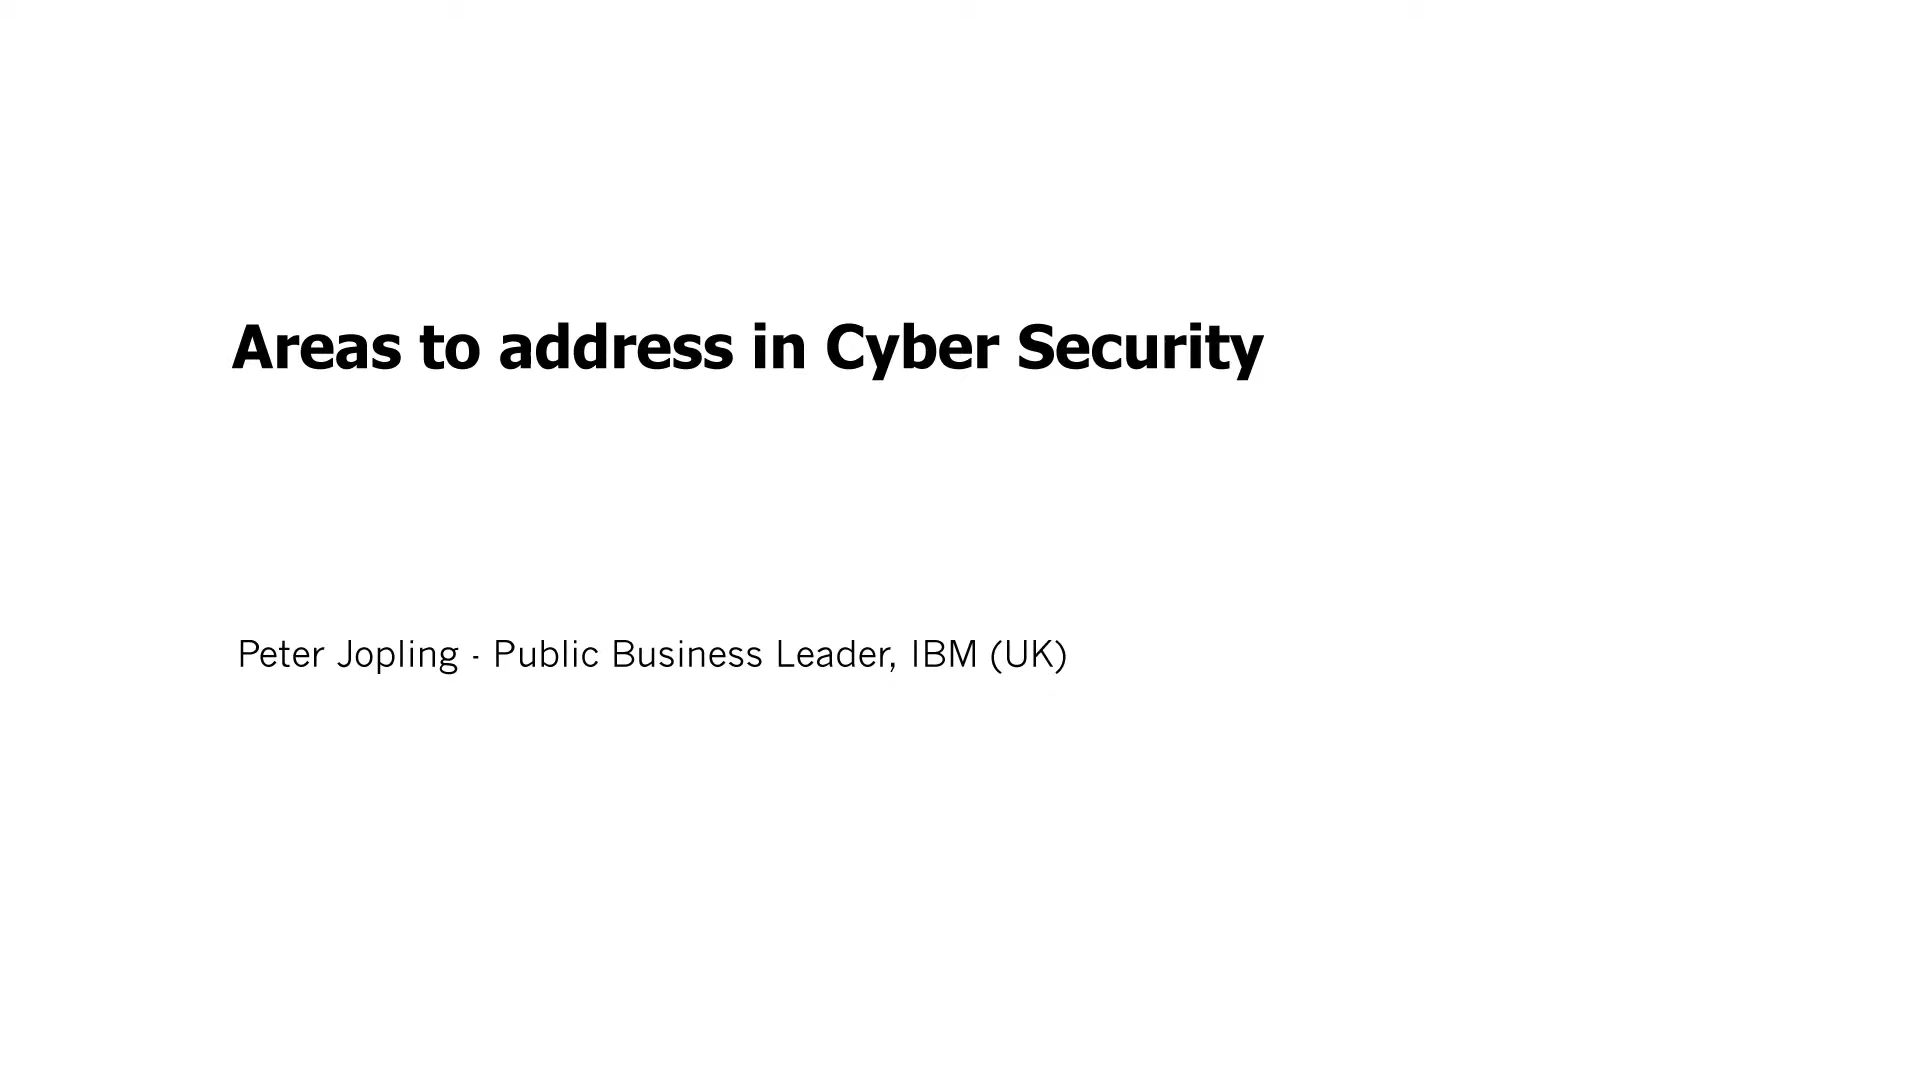 Areas to address in Cyber Security
Peter Jopling - Public Business Leader, IBM (UK)